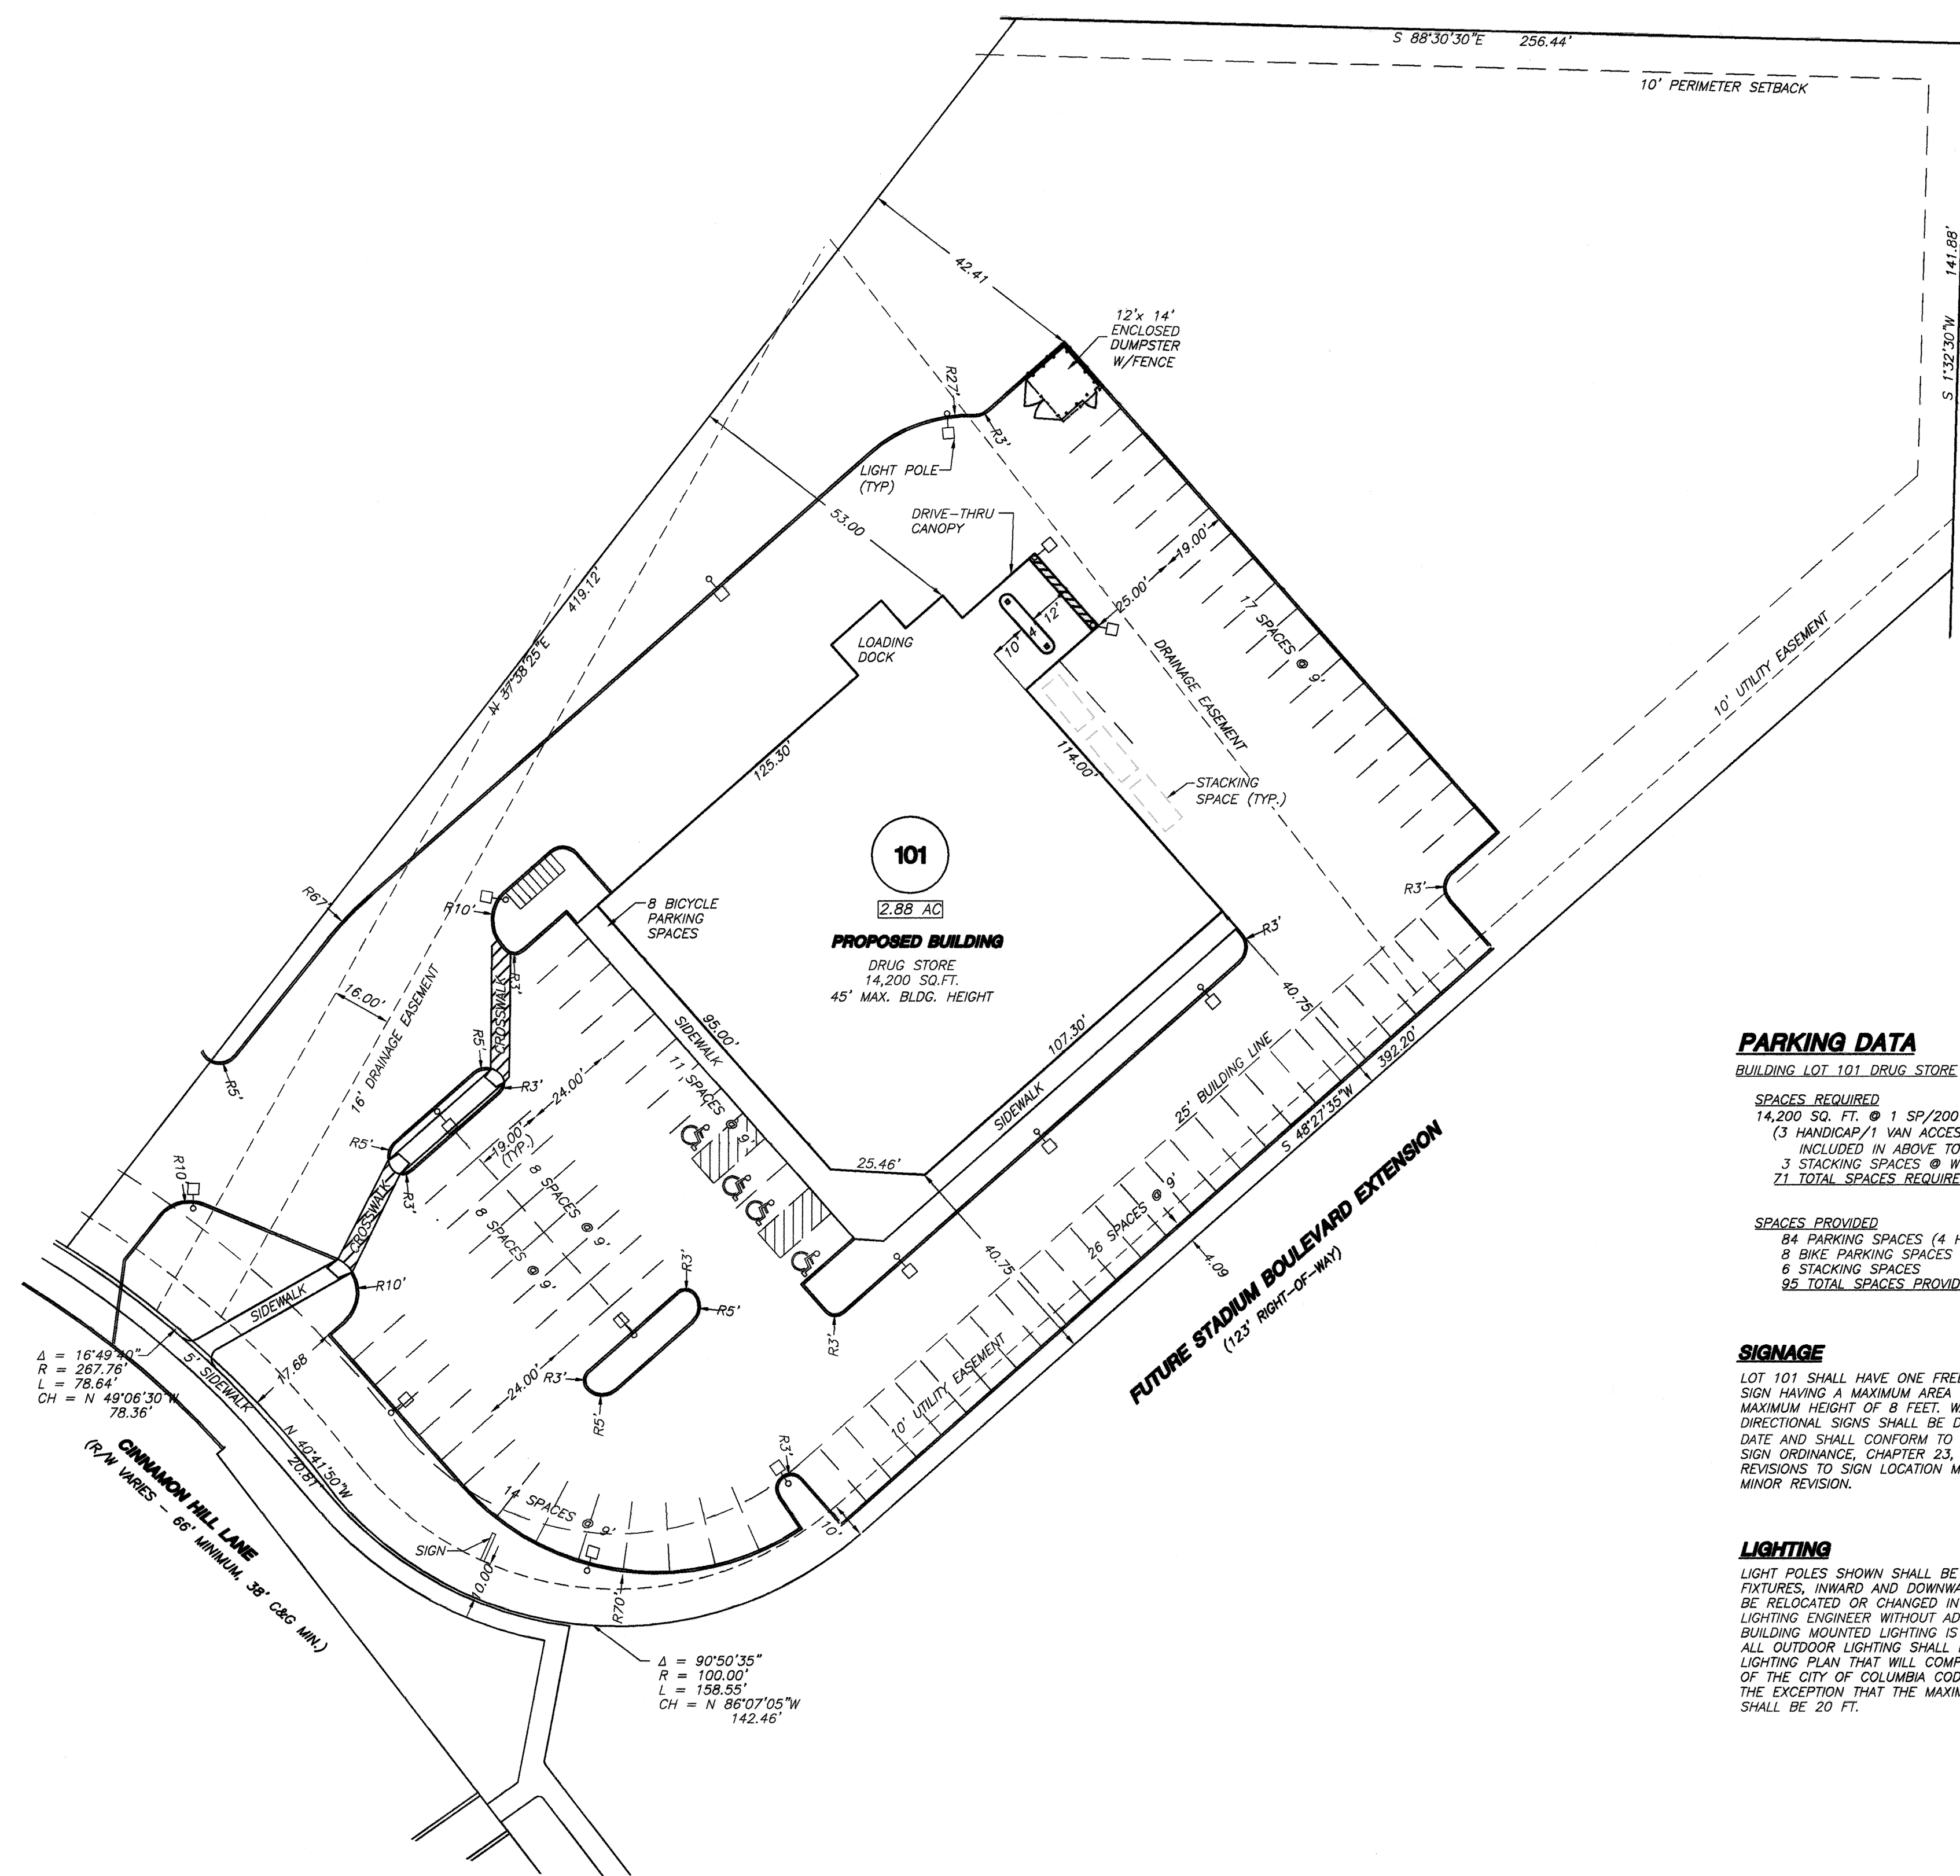 S 88°30'30"E 256.44'
10' PERIMETER SETBACK
S 1°32'30"W 141.88'
42.41
12'x 14'
ENCLOSED
DUMPSTER
W/FENCE
R27'
R3'
LIGHT POLE
(TYP)
53.00
DRIVE-THRU
CANOPY
419.12'
N 37°38'25"E
LOADING
DOCK
10'
4
12'
25.00'
19.00'
17 SPACES @ 9'
DRAINAGE EASEMENT
10' UTILITY EASEMENT
125.30'
114.00'
STACKING
SPACE (TYP.)
101
2.88 AC
PROPOSED BUILDING
DRUG STORE
14,200 SQ.FT.
45' MAX. BLDG. HEIGHT
8 BICYCLE
PARKING
SPACES
R67'
R10'
R3'
R3'
R3'
16.00'
16' DRAINAGE EASEMENT
CROSSWALK
R5'
R5'
R3'
24.00'
95.00'
SIDEWALK
11 SPACES @ 9'
107.30'
SIDEWALK
40.75
25' BUILDING LINE
392.20'
S 48°27'35"W
R5'
R3'
R10'
CROSSWALK
19.00'
(TYP.)
8 SPACES @ 9'
8 SPACES @ 9'
25.46'
40.75
26 SPACES @ 9'
4.09
FUTURE STADIUM BOULEVARD EXTENSION
(123' RIGHT-OF-WAY)
SIDEWALK
R10'
R3'
R5'
R3'
R5'
R3'
24.00'
10' UTILITY EASEMENT
Δ = 16°49'40"
R = 267.76'
L = 78.64'
CH = N 49°06'30"W
78.36'
5' SIDEWALK
17.68
N 40°41'50"W
20.81'
CINNAMON HILL LANE
(R/W VARIES - 66' MINIMUM, 38' C&G MIN.)
14 SPACES @ 9'
R3'
10'
SIGN
10.00'
R70'
Δ = 90°50'35"
R = 100.00'
L = 158.55'
CH = N 86°07'05"W
142.46'
PARKING DATA
BUILDING LOT 101 DRUG STORE
SPACES REQUIRED
14,200 SQ. FT. @ 1 SP/200
(3 HANDICAP/1 VAN ACCES
INCLUDED IN ABOVE TO
3 STACKING SPACES @ W
71 TOTAL SPACES REQUIRE
SPACES PROVIDED
84 PARKING SPACES (4 H
8 BIKE PARKING SPACES
6 STACKING SPACES
95 TOTAL SPACES PROVID
SIGNAGE
LOT 101 SHALL HAVE ONE FREE
SIGN HAVING A MAXIMUM AREA
MAXIMUM HEIGHT OF 8 FEET. W
DIRECTIONAL SIGNS SHALL BE D
DATE AND SHALL CONFORM TO
SIGN ORDINANCE, CHAPTER 23,
REVISIONS TO SIGN LOCATION M
MINOR REVISION.
LIGHTING
LIGHT POLES SHOWN SHALL BE
FIXTURES, INWARD AND DOWNWA
BE RELOCATED OR CHANGED IN
LIGHTING ENGINEER WITHOUT AD
BUILDING MOUNTED LIGHTING IS
ALL OUTDOOR LIGHTING SHALL
LIGHTING PLAN THAT WILL COMP
OF THE CITY OF COLUMBIA COD
THE EXCEPTION THAT THE MAXIM
SHALL BE 20 FT.